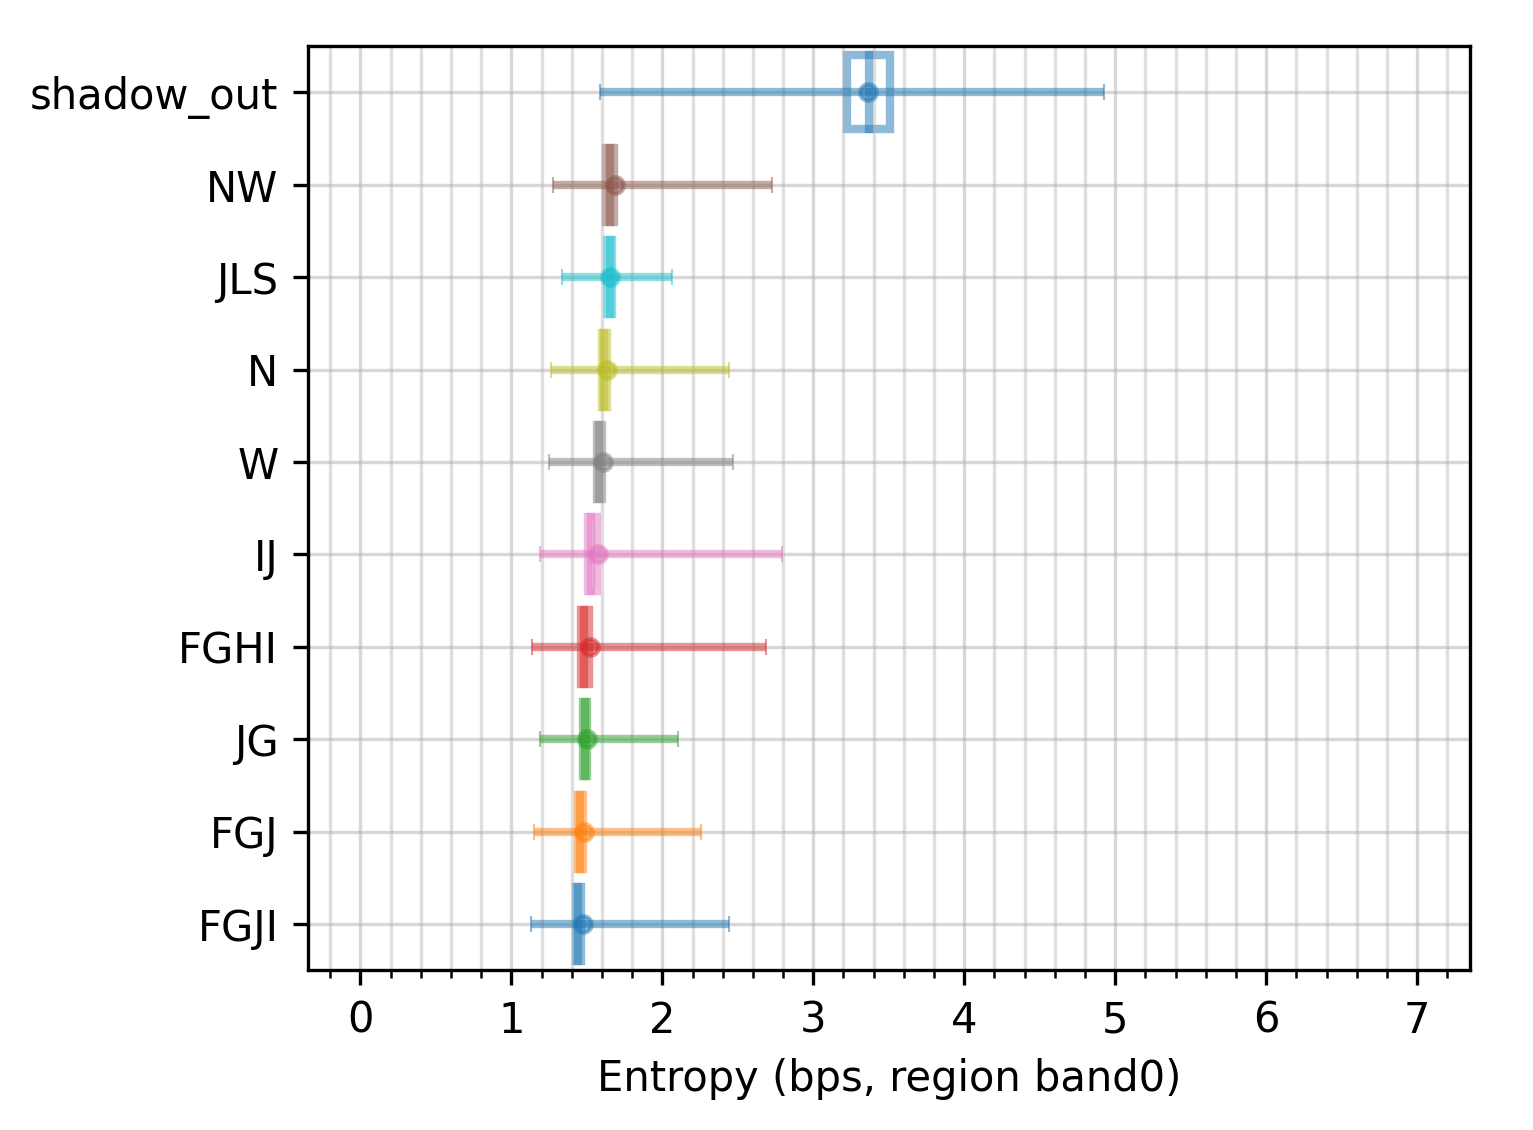 shadow_out
NW
JLS
N
W
IJ
FGHI
JG
FGJ
FGJI
0 1 2 3 4 5 6 7
Entropy (bps, region band0)